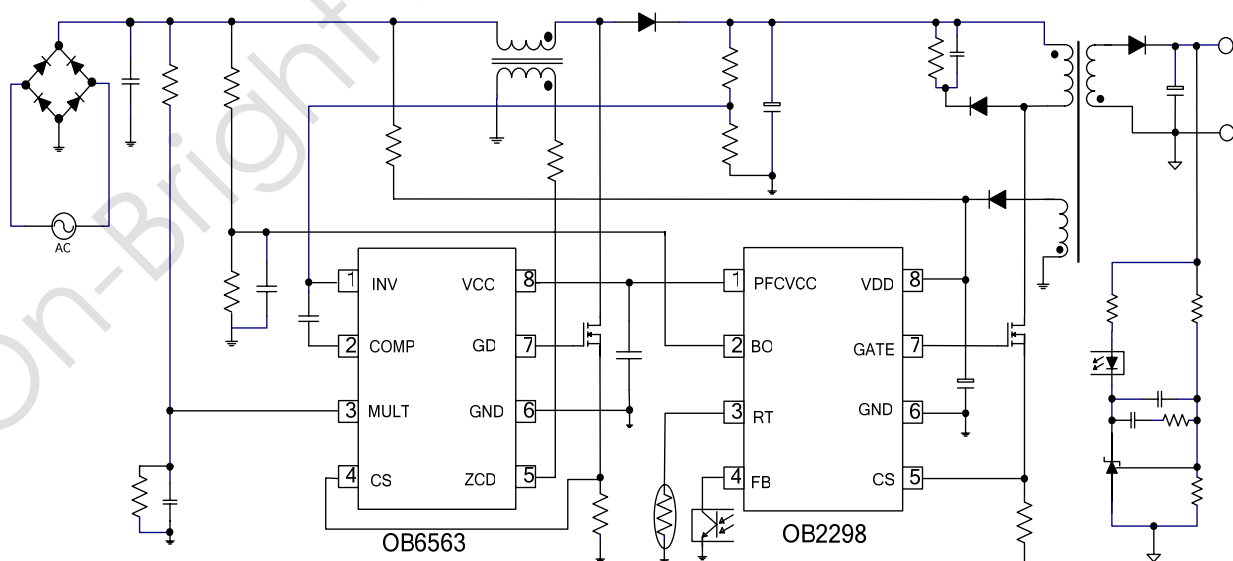 On-Bright
AC
1 INV VCC 8
2 COMP GD 7
3 MULT GND 6
4 CS ZCD 5
OB6563
1 PFCVCC VDD 8
2 BO GATE 7
3 RT GND 6
4 FB CS 5
OB2298